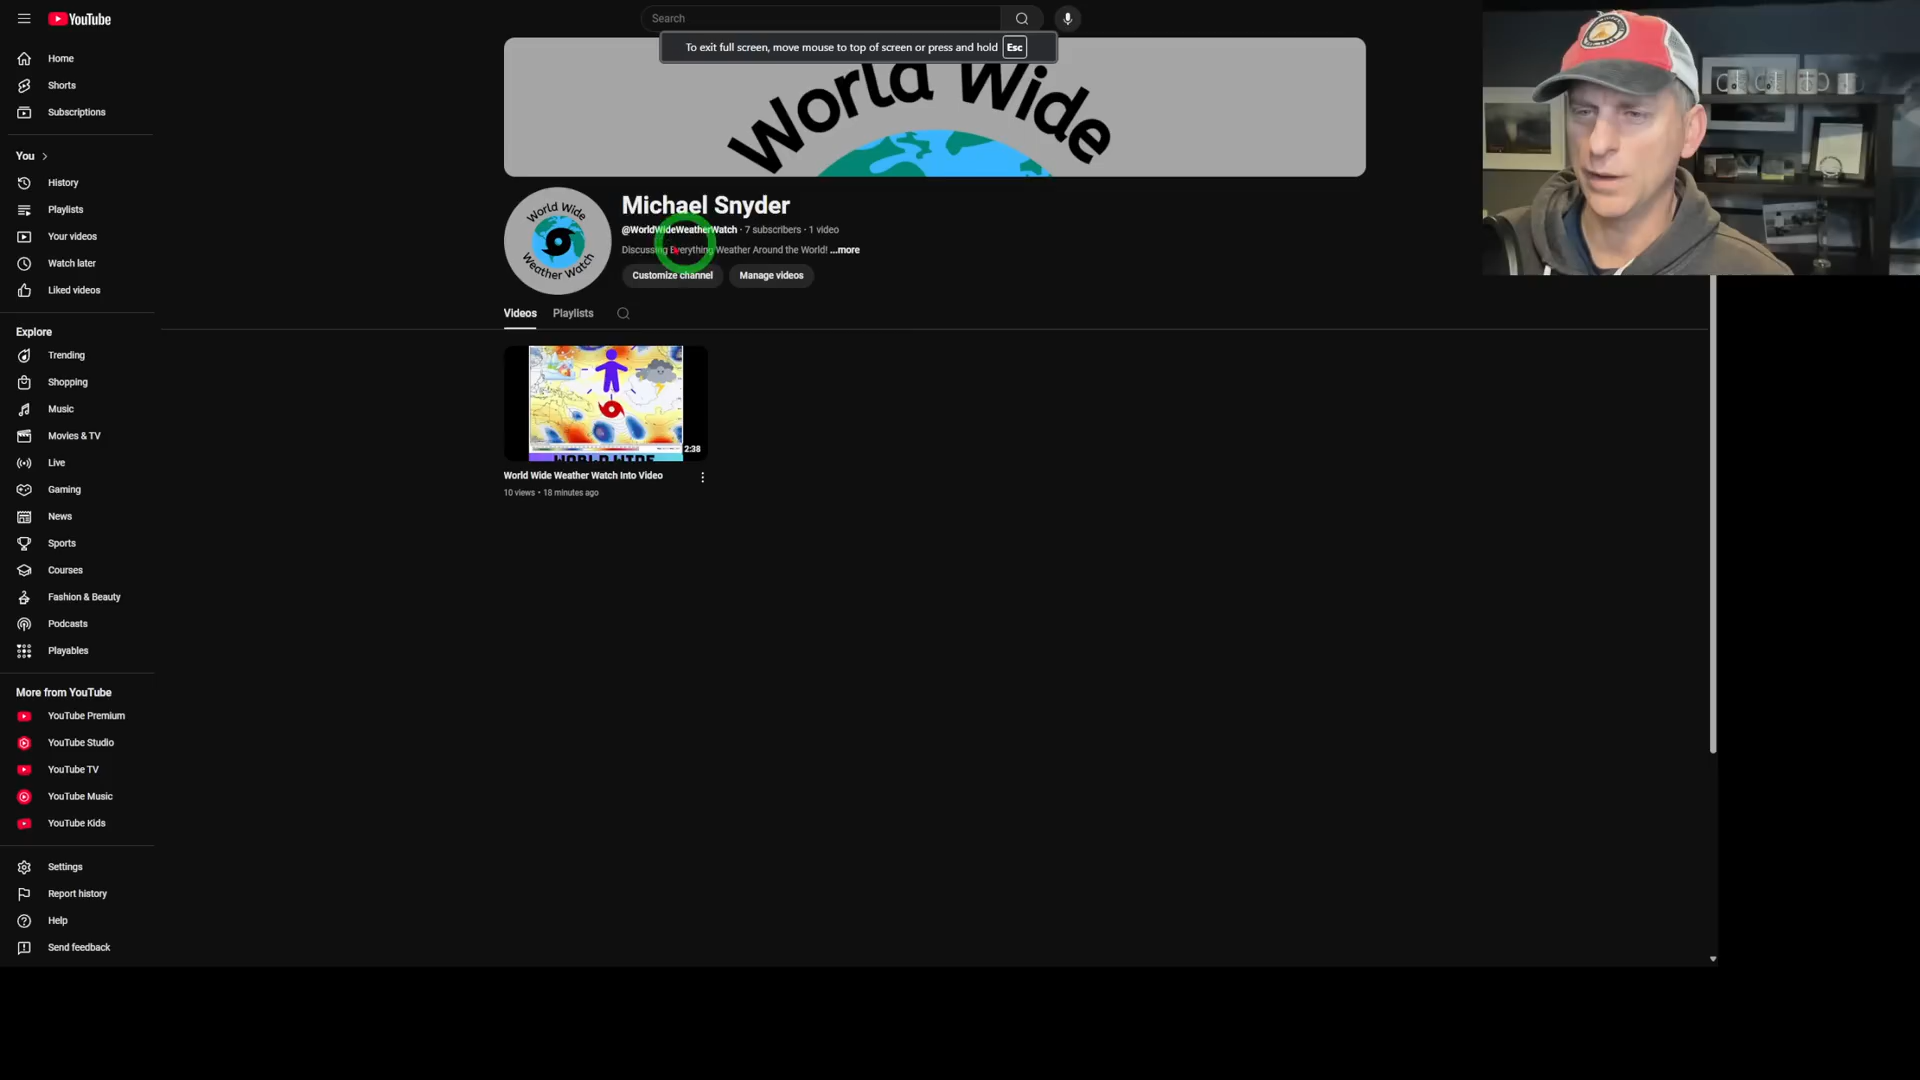 YouTube
Search
To exit full screen, move mouse to top of screen or press and hold Esc
Home
Shorts
Subscriptions
You
History
Playlists
Your videos
Watch later
Liked videos
Explore
Trending
Shopping
Music
Movies & TV
Live
Gaming
News
Sports
Courses
Fashion & Beauty
Podcasts
Playables
More from YouTube
YouTube Premium
YouTube Studio
YouTube TV
YouTube Music
YouTube Kids
Settings
Report history
Help
Send feedback
World Wide
World Wide
Weather Watch
Michael Snyder
@WorldWideWeatherWatch · 7 subscribers · 1 video
Discussing Everything Weather Around the World! ...more
Customize channel Manage videos
Videos Playlists
2:38
WORLD WIDE
World Wide Weather Watch Into Video
10 views · 18 minutes ago